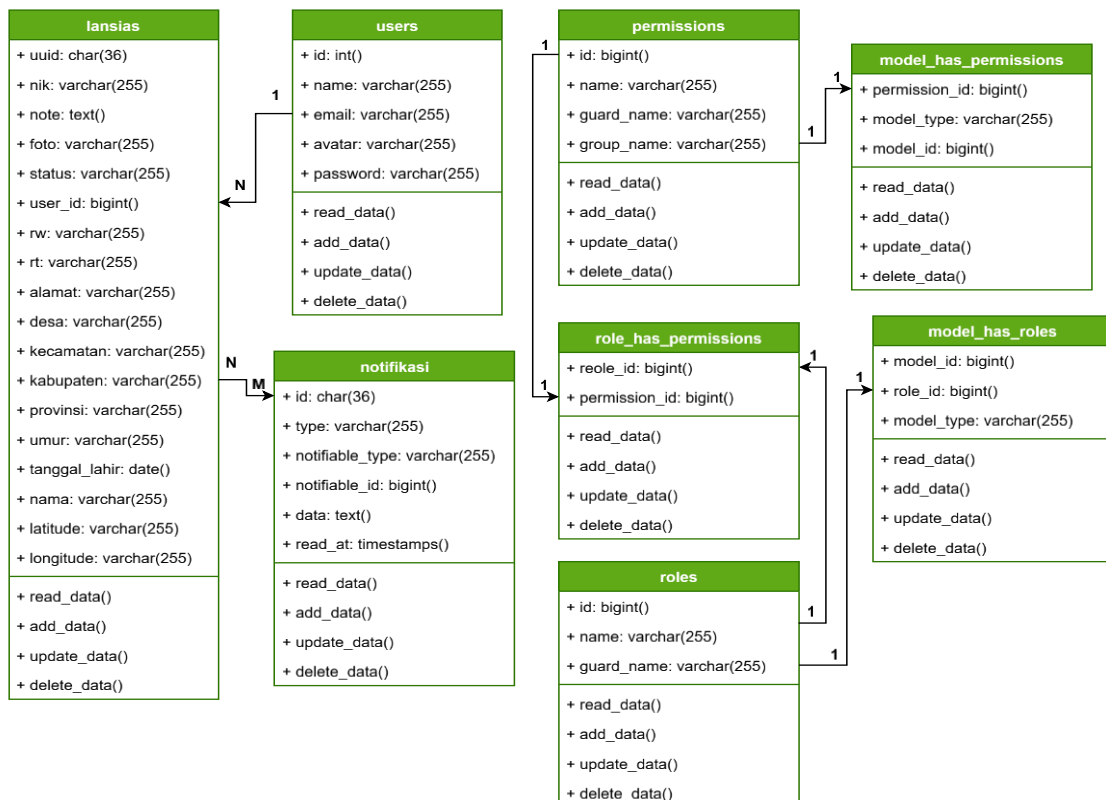 lansias
+ uuid: char(36)
+ nik: varchar(255)
+ note: text()
+ foto: varchar(255)
+ status: varchar(255)
+ user_id: bigint()
+ rw: varchar(255)
+ rt: varchar(255)
+ alamat: varchar(255)
+ desa: varchar(255)
+ kecamatan: varchar(255)
+ kabupaten: varchar(255)
+ provinsi: varchar(255)
+ umur: varchar(255)
+ tanggal_lahir: date()
+ nama: varchar(255)
+ latitude: varchar(255)
+ longitude: varchar(255)
+ read_data()
+ add_data()
+ update_data()
+ delete_data()
1
N
users
+ id: int()
+ name: varchar(255)
+ email: varchar(255)
+ avatar: varchar(255)
+ password: varchar(255)
+ read_data()
+ add_data()
+ update_data()
+ delete_data()
N
M
notifikasi
+ id: char(36)
+ type: varchar(255)
+ notifiable_type: varchar(255)
+ notifiable_id: bigint()
+ data: text()
+ read_at: timestamps()
+ read_data()
+ add_data()
+ update_data()
+ delete_data()
1
permissions
+ id: bigint()
+ name: varchar(255)
+ guard_name: varchar(255)
+ group_name: varchar(255)
+ read_data()
+ add_data()
+ update_data()
+ delete_data()
1
1
model_has_permissions
+ permission_id: bigint()
+ model_type: varchar(255)
+ model_id: bigint()
+ read_data()
+ add_data()
+ update_data()
+ delete_data()
1
role_has_permissions
+ reole_id: bigint()
+ permission_id: bigint()
+ read_data()
+ add_data()
+ update_data()
+ delete_data()
1
1
model_has_roles
+ model_id: bigint()
+ role_id: bigint()
+ model_type: varchar(255)
+ read_data()
+ add_data()
+ update_data()
+ delete_data()
roles
+ id: bigint()
+ name: varchar(255)
+ guard_name: varchar(255)
+ read_data()
+ add_data()
+ update_data()
+ delete_data()
1
1